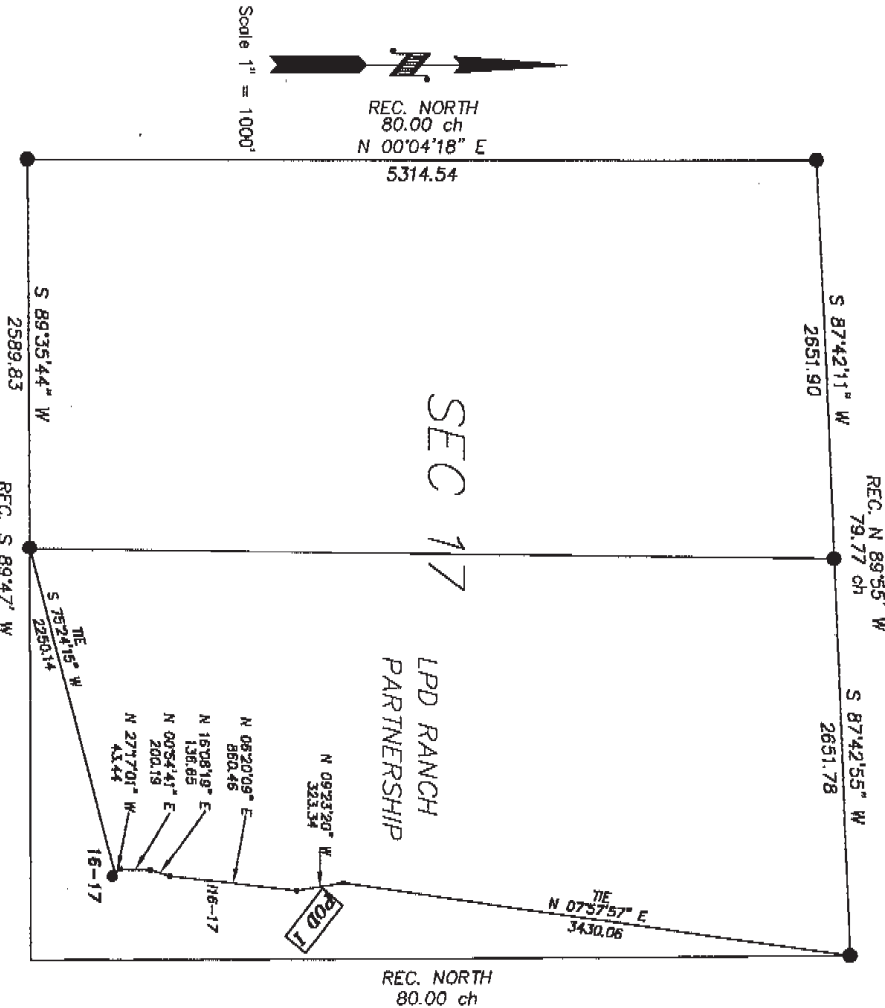 Scale 1" = 1000'
REC. NORTH
80.00 ch
N 00°04'18" E
5314.54
S 87°42'11" W
2651.90
REC. N 89°55' W
79.77 ch
S 87°42'55" W
2651.78
SEC 17
LPD RANCH
PARTNERSHIP
S 89°35'44" W
2589.83
REC. S 89°47' W
TIE
S 75°24'15" W
2250.14
N 27°17'01" W
43.44
N 00°54'41" E
200.19
N 16°08'19" E
138.65
N 06°20'09" E
860.46
N 09°23'20" W
323.34
16-17
I16-17
POD 1
TIE
N 07°57'57" E
3430.06
REC. NORTH
80.00 ch